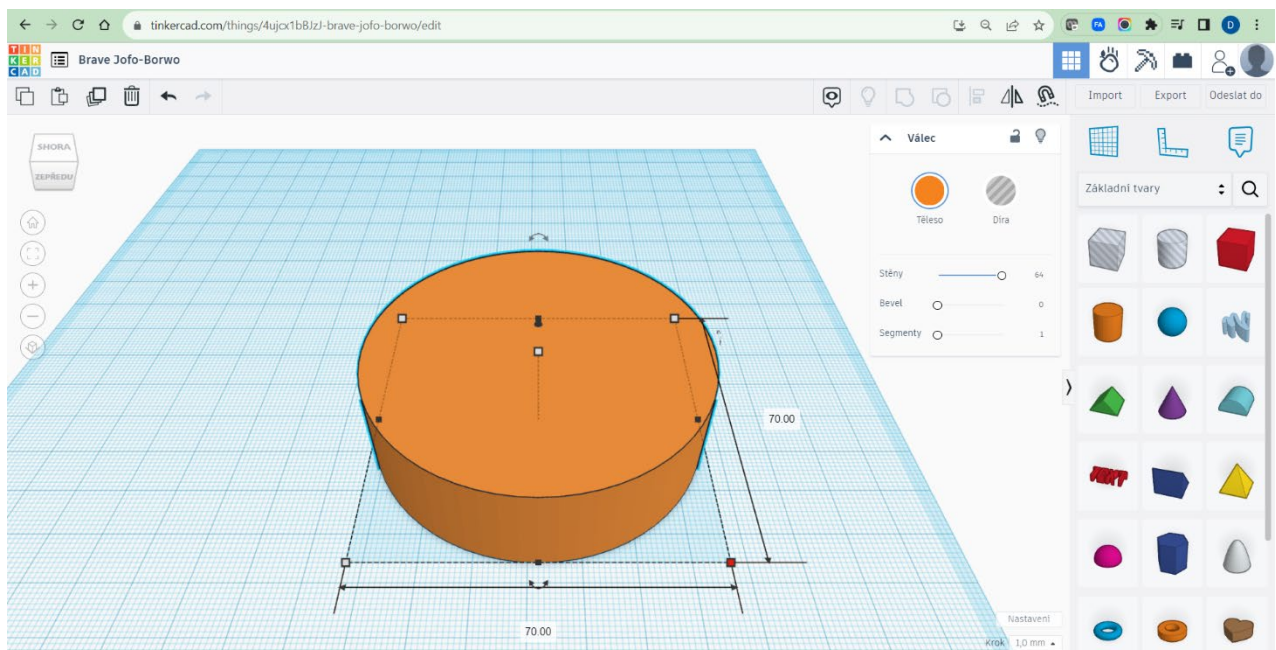 tinkercad.com/things/4ujcx1bBJzJ-brave-jofo-borwo/edit
FA
D
TIN
KER
CAD
Brave Jofo-Borwo
Import
Export
Odeslat do
SHORA
ZEPŘEDU
Válec
Těleso
Díra
Stěny
64
Bevel
0
Segmenty
1
Základní tvary
TEXT
70.00
70.00
Nastavení
Krok
1,0 mm